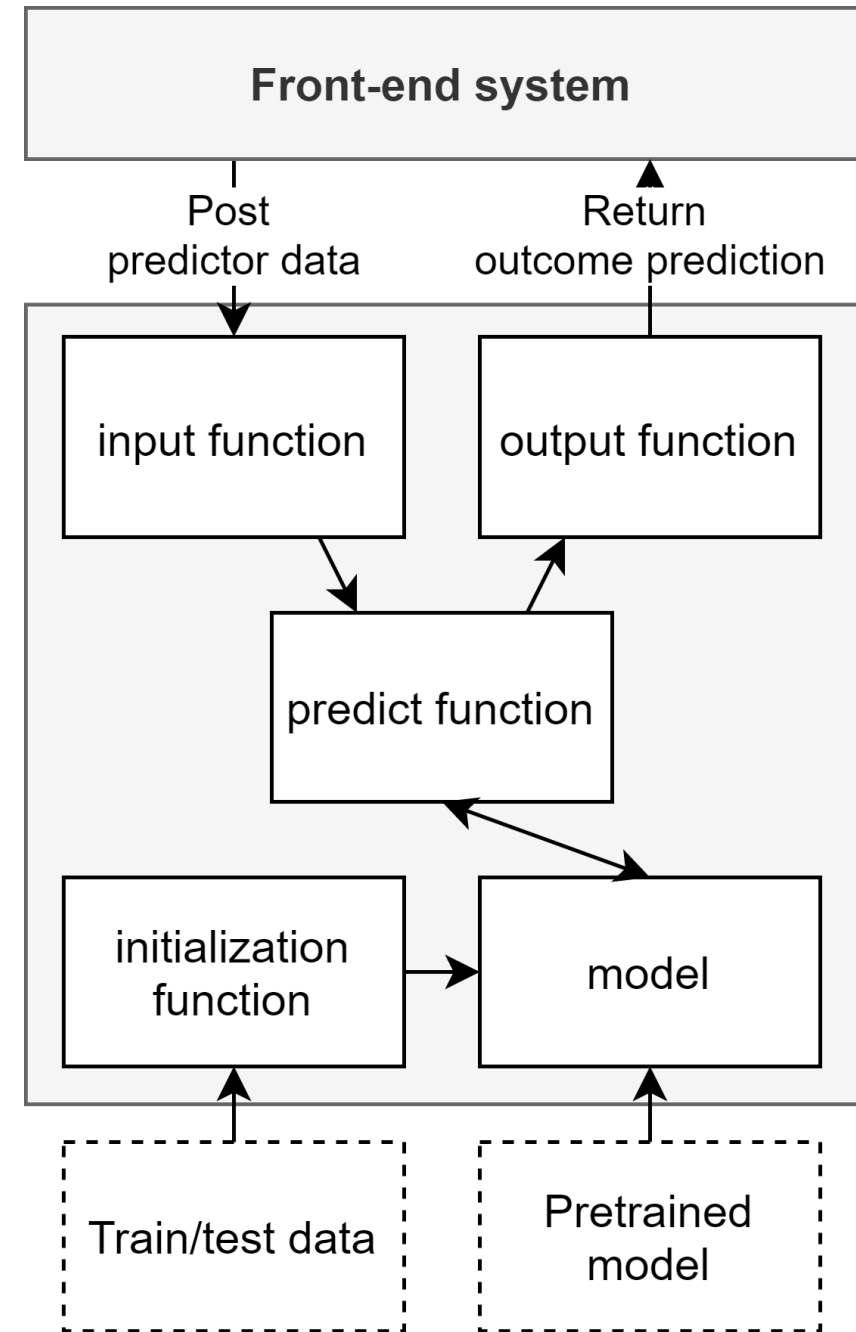 Front-end system
Post
predictor data
Return
outcome prediction
input function
output function
predict function
initialization
function
model
Train/test data
Pretrained
model